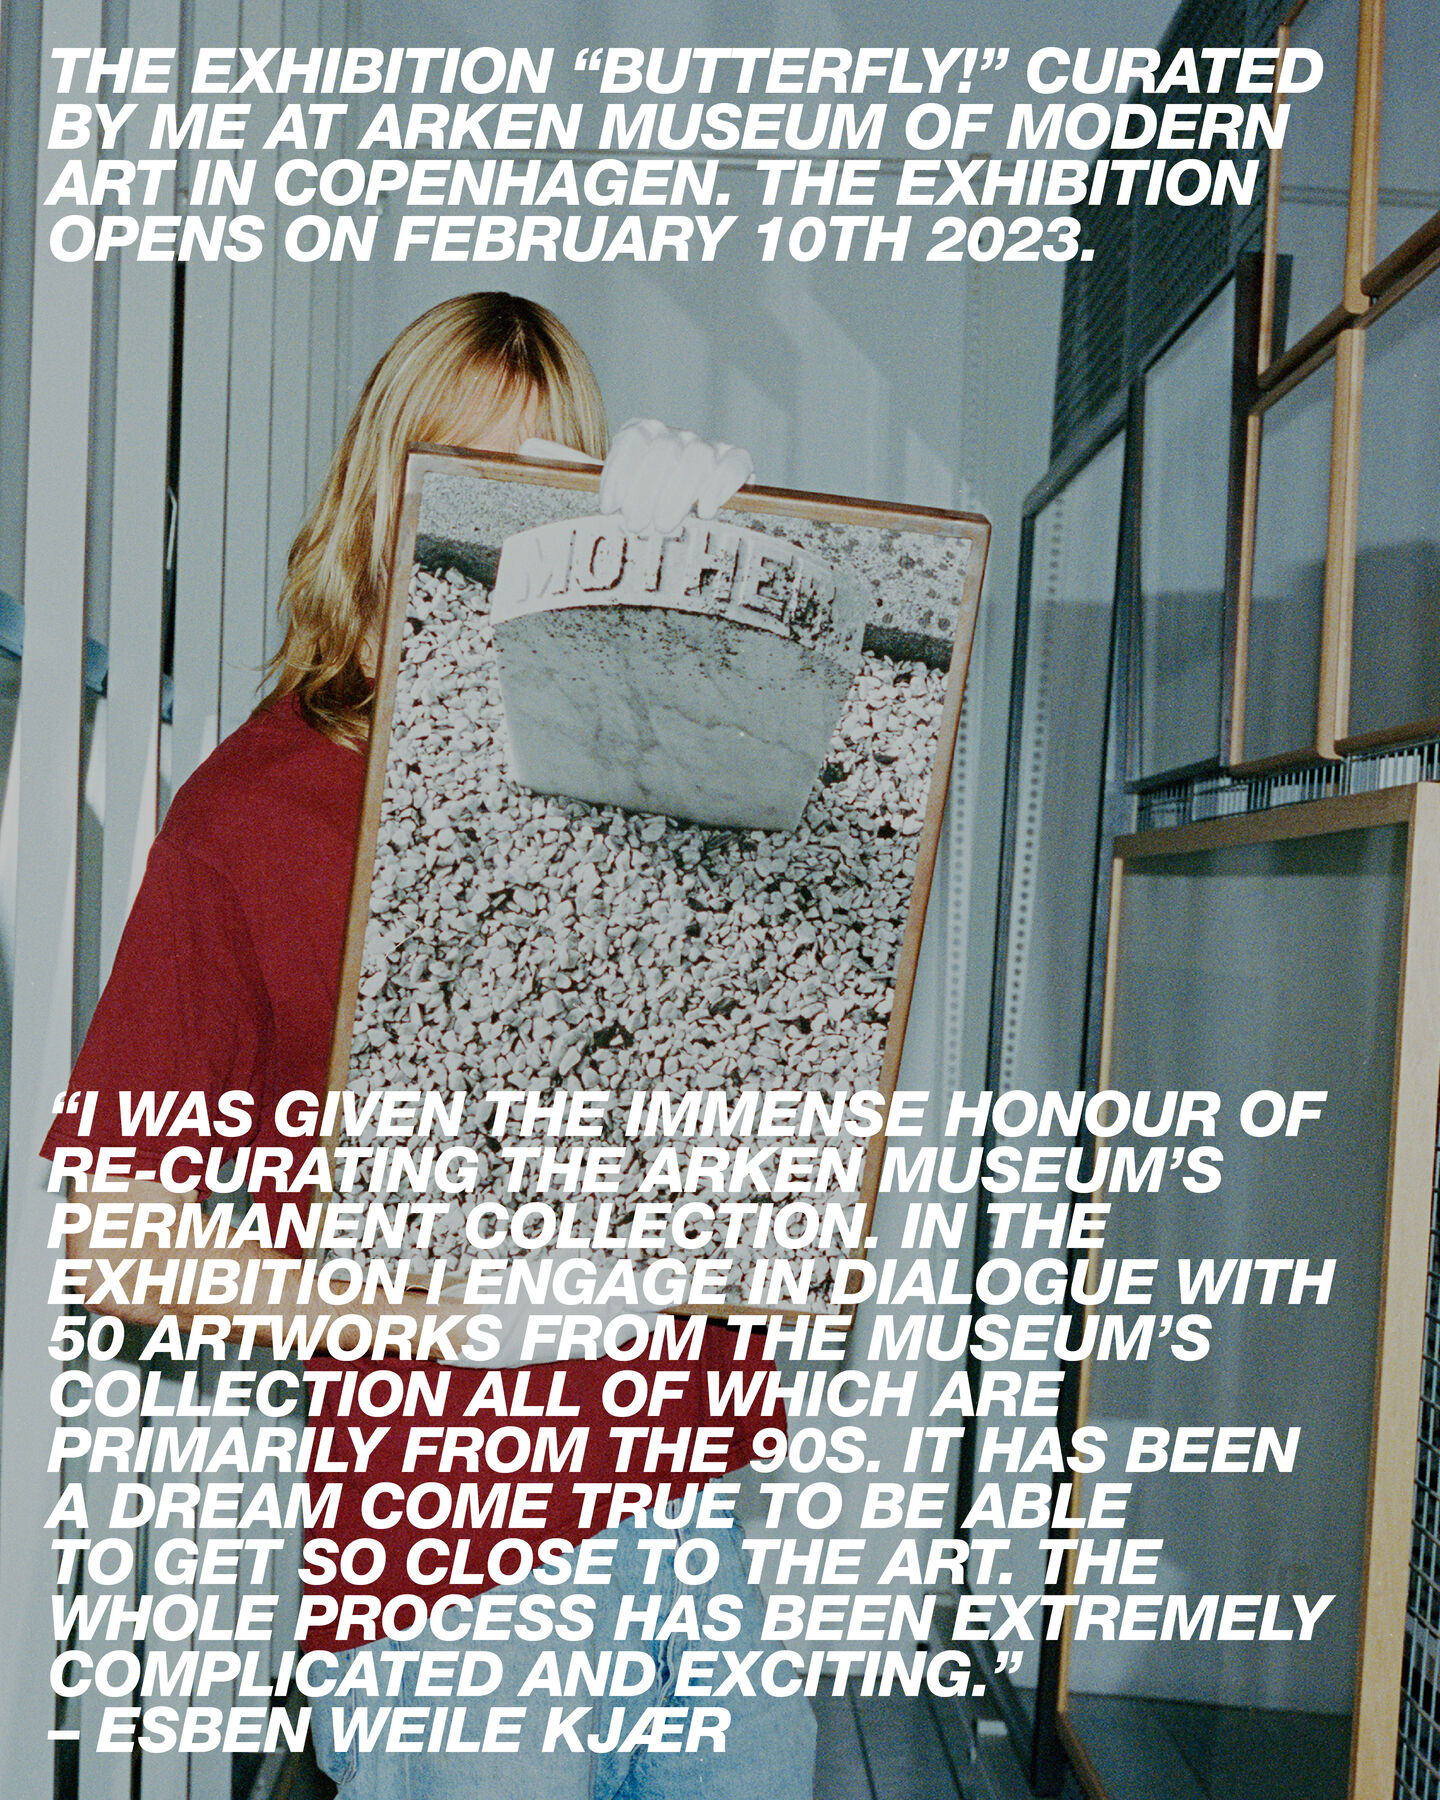 THE EXHIBITION “BUTTERFLY!” CURATED
BY ME AT ARKEN MUSEUM OF MODERN
ART IN COPENHAGEN. THE EXHIBITION
OPENS ON FEBRUARY 10TH 2023.
MOTHER
“I WAS GIVEN THE IMMENSE HONOUR OF
RE-CURATING THE ARKEN MUSEUM’S
PERMANENT COLLECTION. IN THE
EXHIBITION I ENGAGE IN DIALOGUE WITH
50 ARTWORKS FROM THE MUSEUM’S
COLLECTION ALL OF WHICH ARE
PRIMARILY FROM THE 90S. IT HAS BEEN
A DREAM COME TRUE TO BE ABLE
TO GET SO CLOSE TO THE ART. THE
WHOLE PROCESS HAS BEEN EXTREMELY
COMPLICATED AND EXCITING.”
– ESBEN WEILE KJÆR